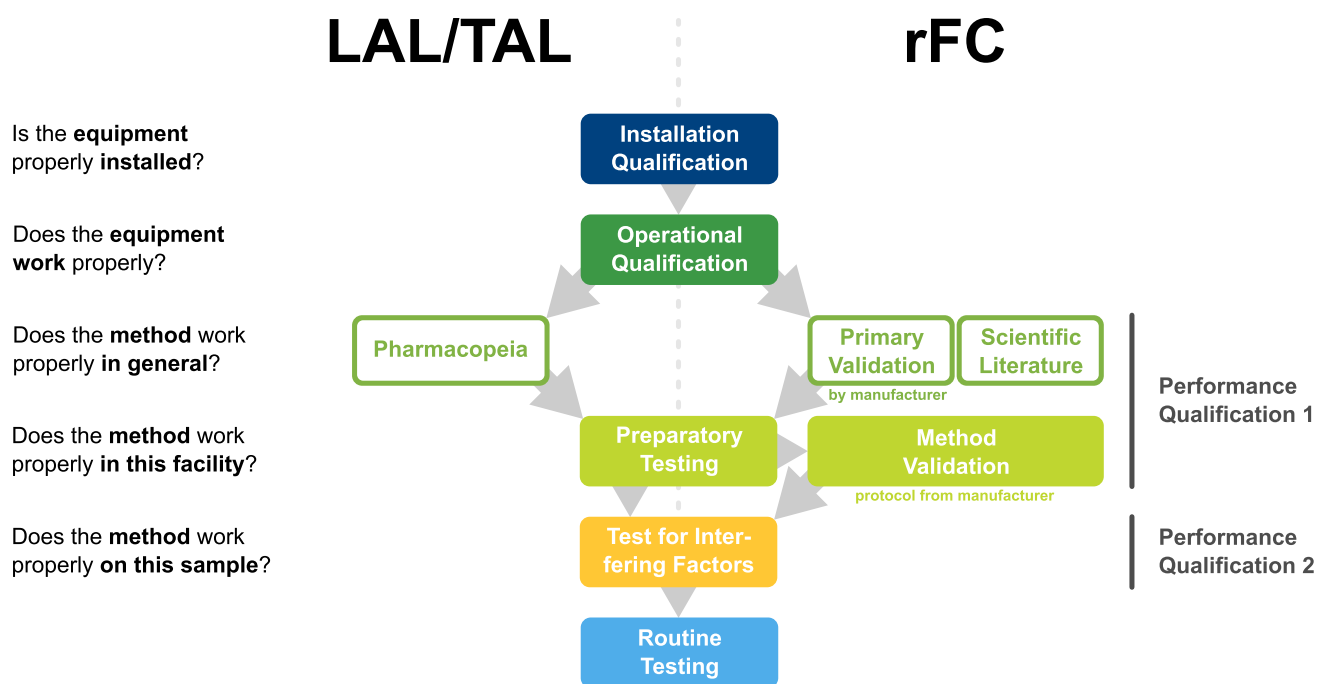 LAL/TAL
rFC
Is the equipment
properly installed?
Installation
Qualification
Does the equipment
work properly?
Operational
Qualification
Does the method work
properly in general?
Pharmacopeia
Primary
Validation
by manufacturer
Scientific
Literature
Performance
Qualification 1
Does the method work
properly in this facility?
Preparatory
Testing
Method
Validation
protocol from manufacturer
Does the method work
properly on this sample?
Test for Inter-
fering Factors
Performance
Qualification 2
Routine
Testing